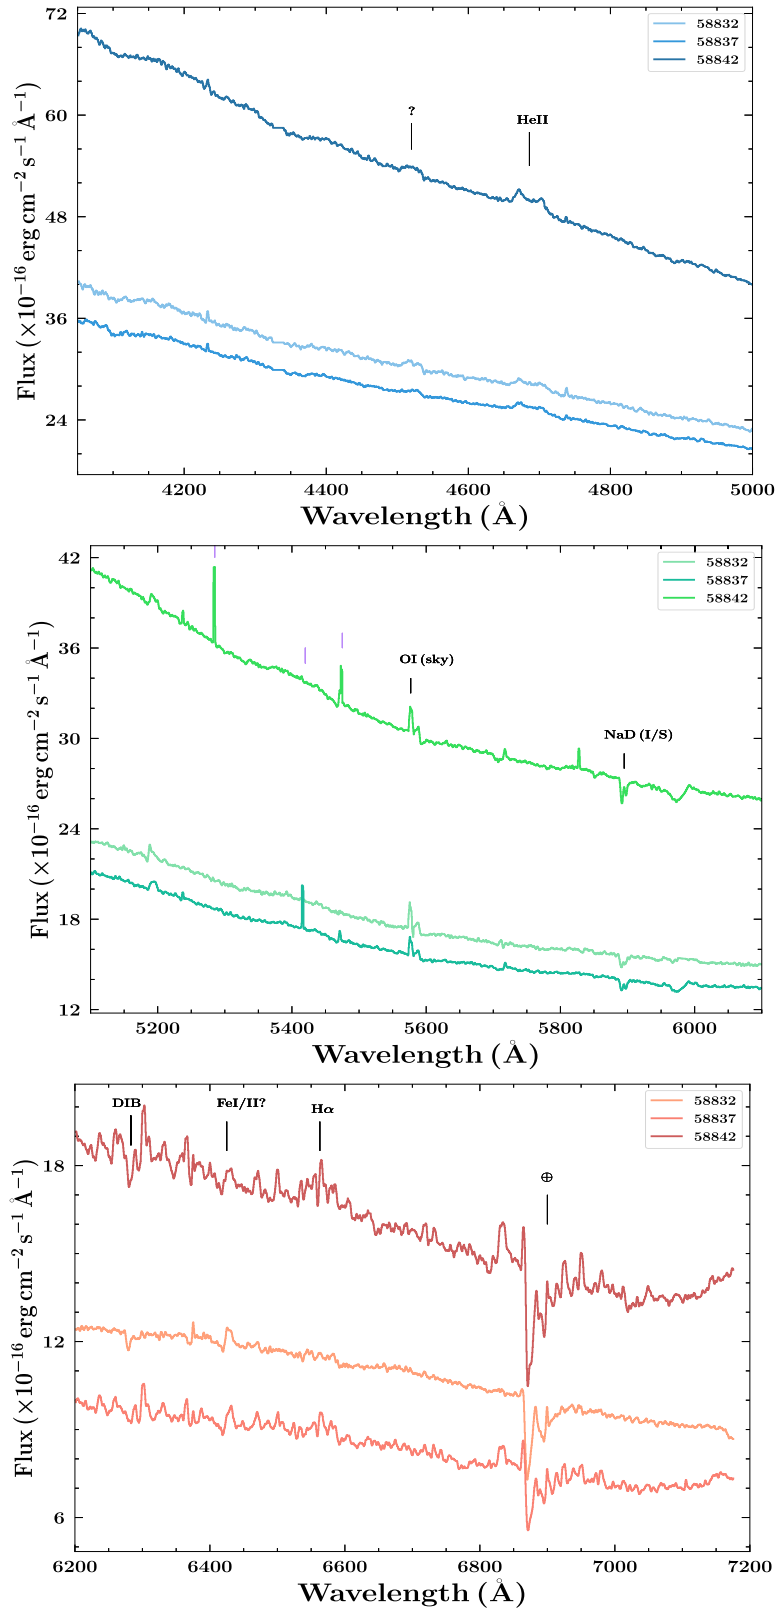 72
60
48
36
24
Flux (×10⁻¹⁶ erg cm⁻² s⁻¹ Å⁻¹)
58832
58837
58842
?
HeII
4200 4400 4600 4800 5000
Wavelength (Å)
42
36
30
24
18
12
Flux (×10⁻¹⁶ erg cm⁻² s⁻¹ Å⁻¹)
58832
58837
58842
OI (sky)
NaD (I/S)
5200 5400 5600 5800 6000
Wavelength (Å)
18
12
6
Flux (×10⁻¹⁶ erg cm⁻² s⁻¹ Å⁻¹)
58832
58837
58842
DIB
FeI/II?
Hα
⊕
6200 6400 6600 6800 7000 7200
Wavelength (Å)